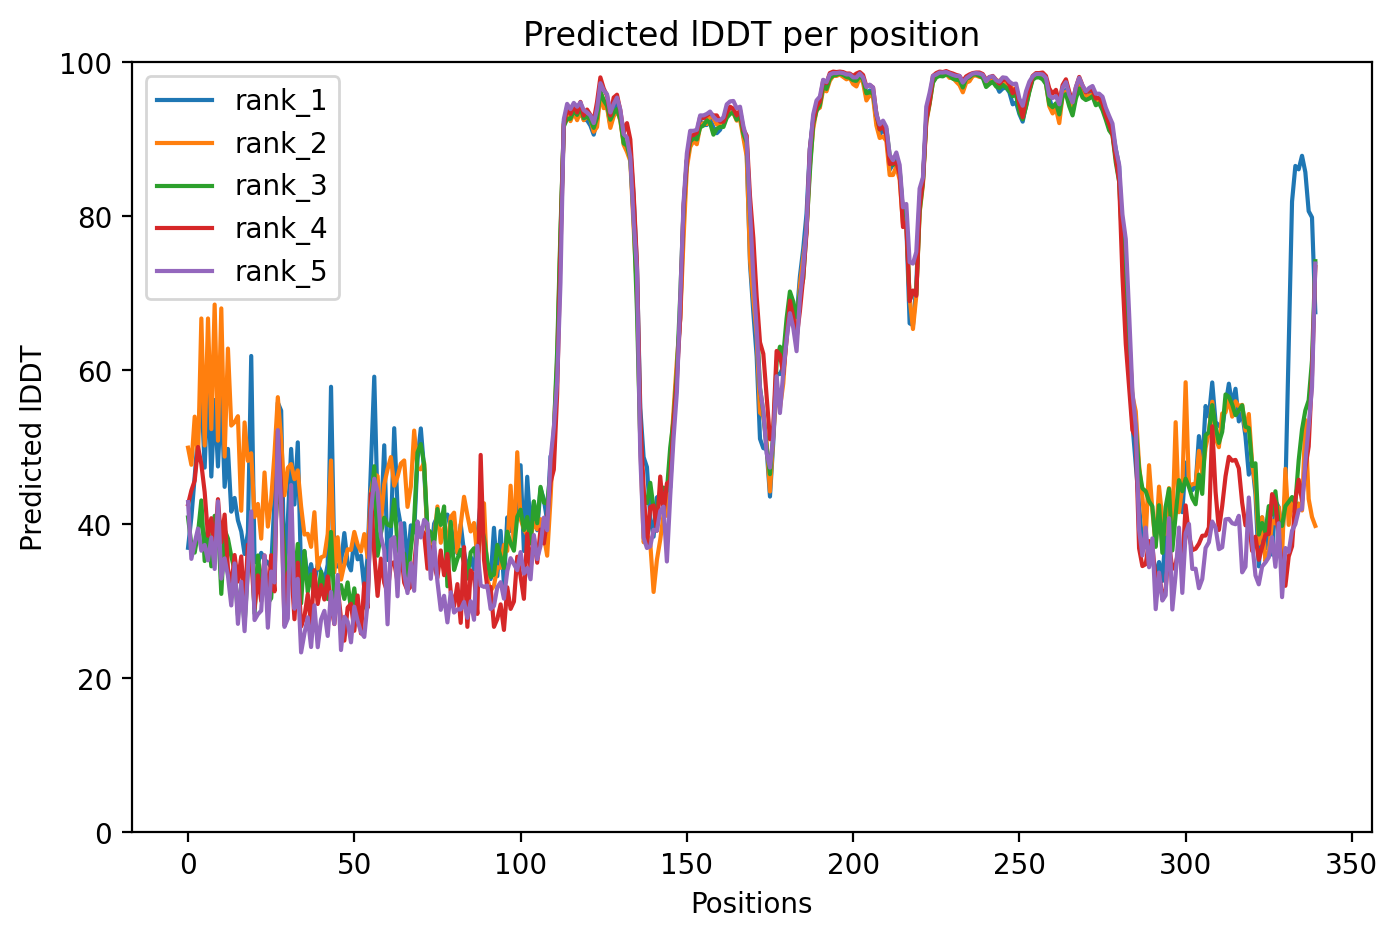 Predicted lDDT per position
100
80
60
40
20
0
Predicted lDDT
rank_1
rank_2
rank_3
rank_4
rank_5
0 50 100 150 200 250 300 350
Positions